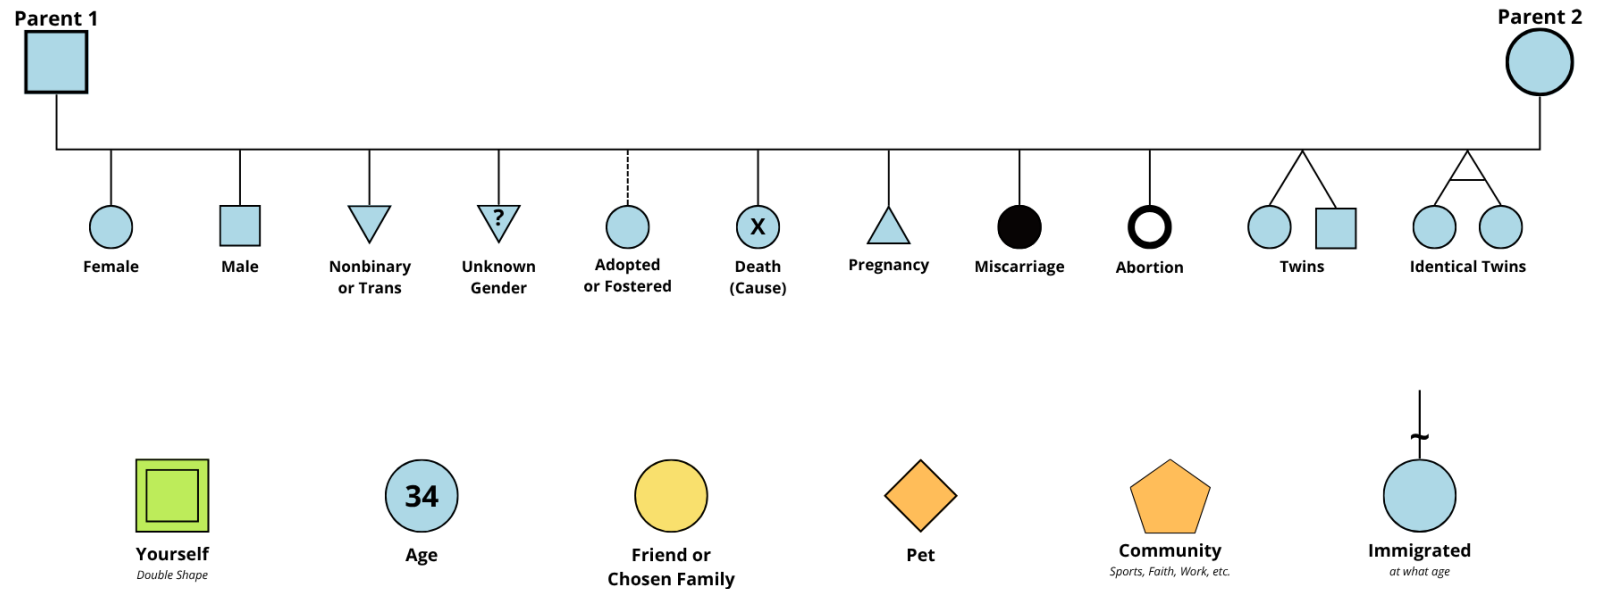 Parent 1
Parent 2
?
X
Female
Male
Nonbinary
or Trans
Unknown
Gender
Adopted
or Fostered
Death
(Cause)
Pregnancy
Miscarriage
Abortion
Twins
Identical Twins
~
34
Yourself
Double Shape
Age
Friend or
Chosen Family
Pet
Community
Sports, Faith, Work, etc.
Immigrated
at what age